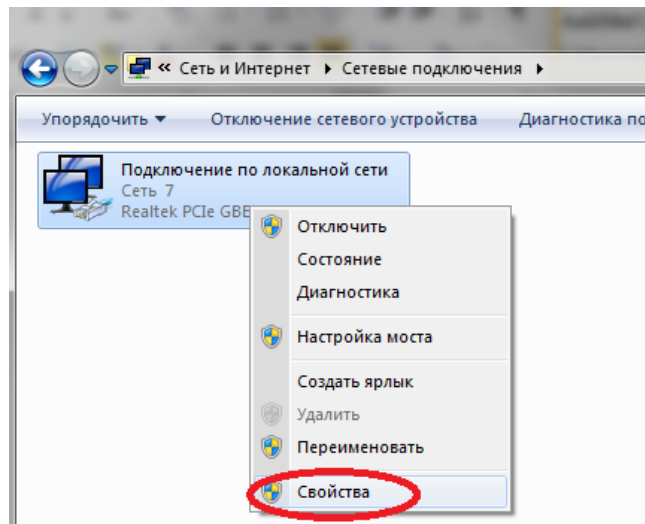 « Сеть и Интернет ▸ Сетевые подключения ▸
Упорядочить ▼ Отключение сетевого устройства Диагностика по
Подключение по локальной сети
Сеть 7
Realtek PCIe GBE
Отключить
Состояние
Диагностика
Настройка моста
Создать ярлык
Удалить
Переименовать
Свойства